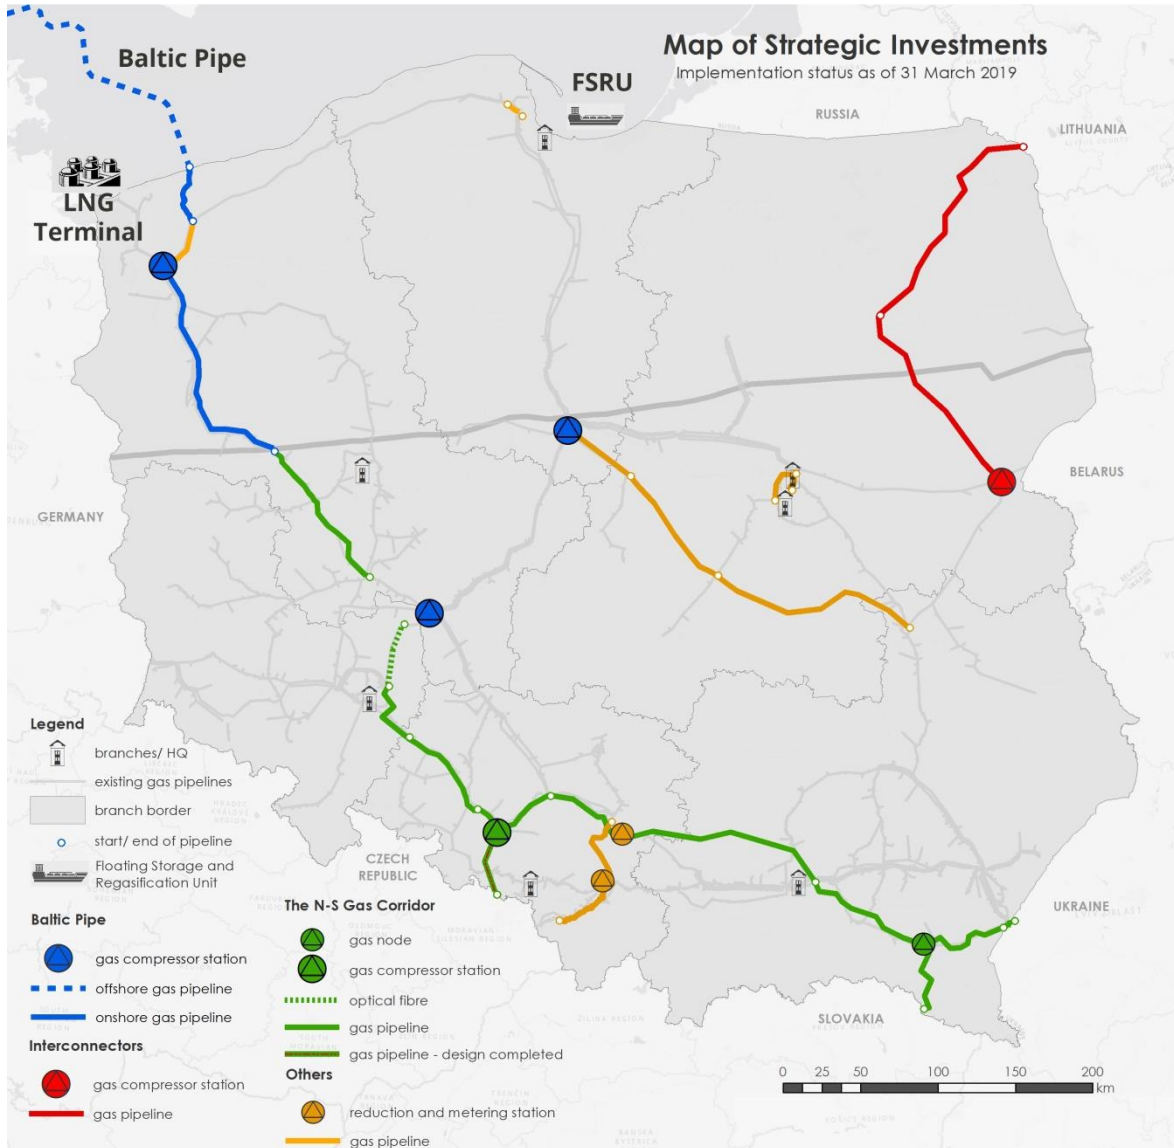 Map of Strategic Investments
Implementation status as of 31 March 2019
Baltic Pipe
FSRU
RUSSIA
RUSSIA
LITHUANIA
LNG
Terminal
BELARUS
GERMANY
CZECH
REPUBLIC
UKRAINE
SLOVAKIA
Legend
branches/ HQ
existing gas pipelines
branch border
start/ end of pipeline
Floating Storage and
Regasification Unit
Baltic Pipe
gas compressor station
offshore gas pipeline
onshore gas pipeline
Interconnectors
gas compressor station
gas pipeline
The N-S Gas Corridor
gas node
gas compressor station
optical fibre
gas pipeline
gas pipeline - design completed
Others
reduction and metering station
gas pipeline
0 12 25 50 100 150 200
km